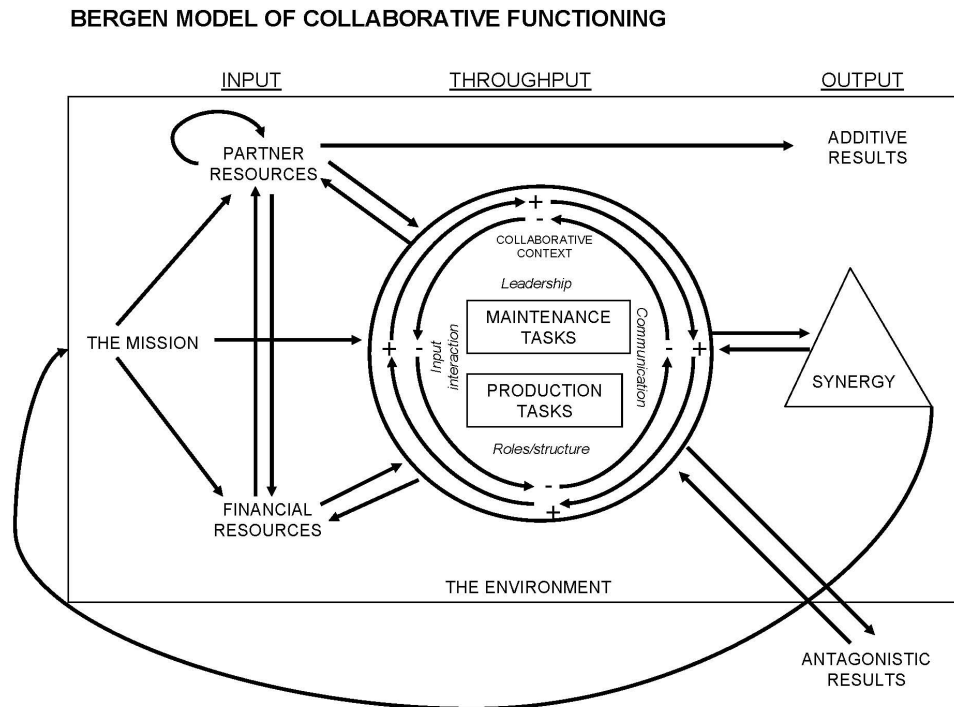 BERGEN MODEL OF COLLABORATIVE FUNCTIONING
INPUT
THROUGHPUT
OUTPUT
PARTNER
RESOURCES
ADDITIVE
RESULTS
+
-
COLLABORATIVE
CONTEXT
Leadership
MAINTENANCE
TASKS
THE MISSION
+
-
Input
interaction
Communication
-
+
PRODUCTION
TASKS
SYNERGY
Roles/structure
-
+
FINANCIAL
RESOURCES
THE ENVIRONMENT
ANTAGONISTIC
RESULTS